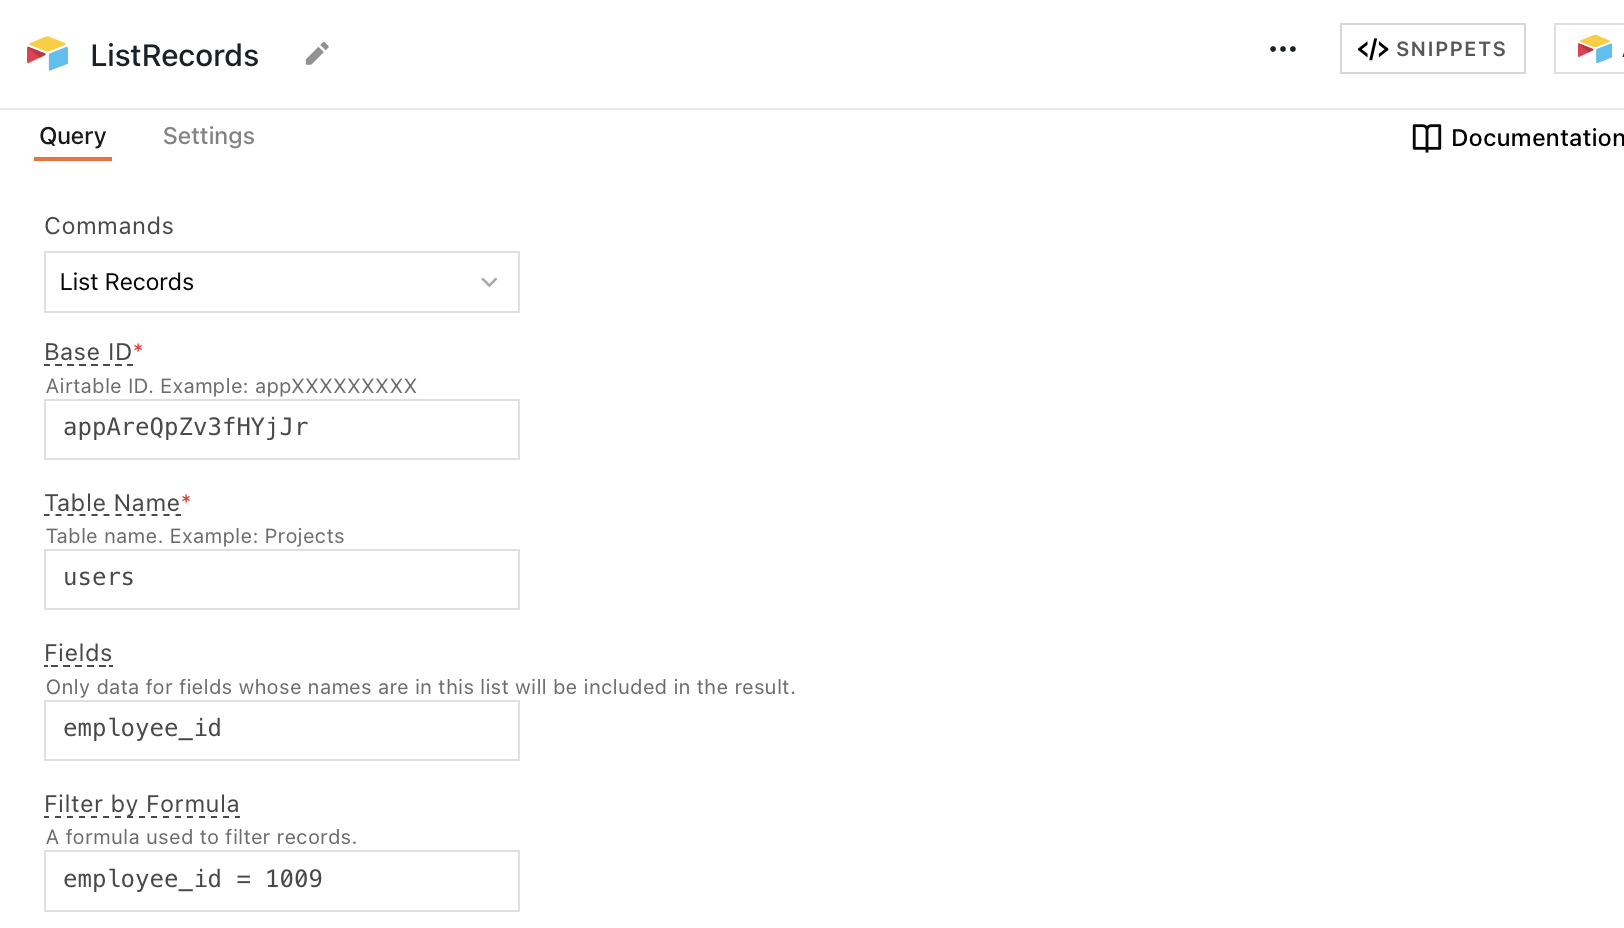 ListRecords
</> SNIPPETS
Query
Settings
Documentation
Commands
List Records
Base ID*
Airtable ID. Example: appXXXXXXXXX
appAreQpZv3fHYjJr
Table Name*
Table name. Example: Projects
users
Fields
Only data for fields whose names are in this list will be included in the result.
employee_id
Filter by Formula
A formula used to filter records.
employee_id = 1009